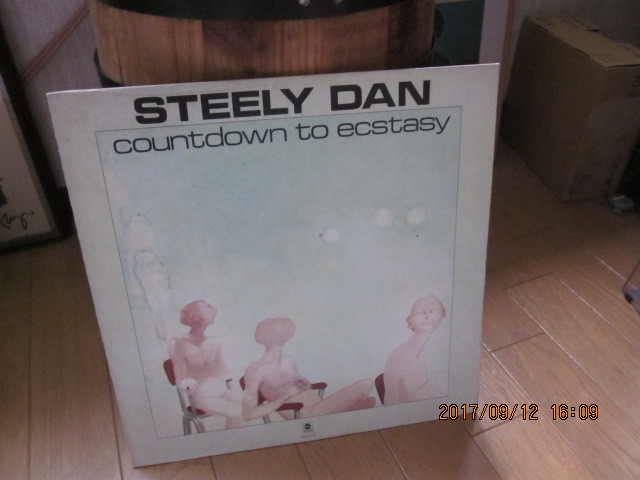 STEELY DAN
countdown to ecstasy
2017/09/12 16:09